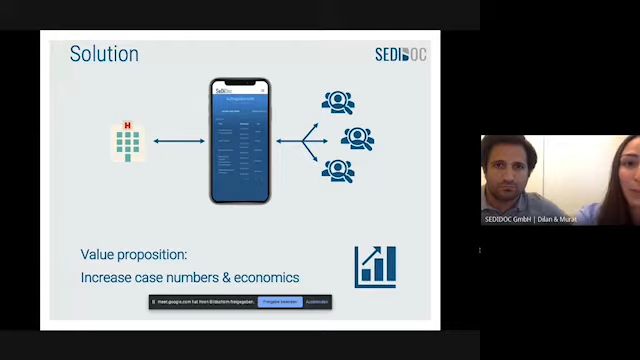 Solution
SEDIDOC
H
SeDiDoc
Value proposition:
Increase case numbers & economics
meet.google.com hat Ihren Bildschirm freigegeben.
Freigabe beenden
Ausblenden
SEDIDOC GmbH | Dilan & Murat